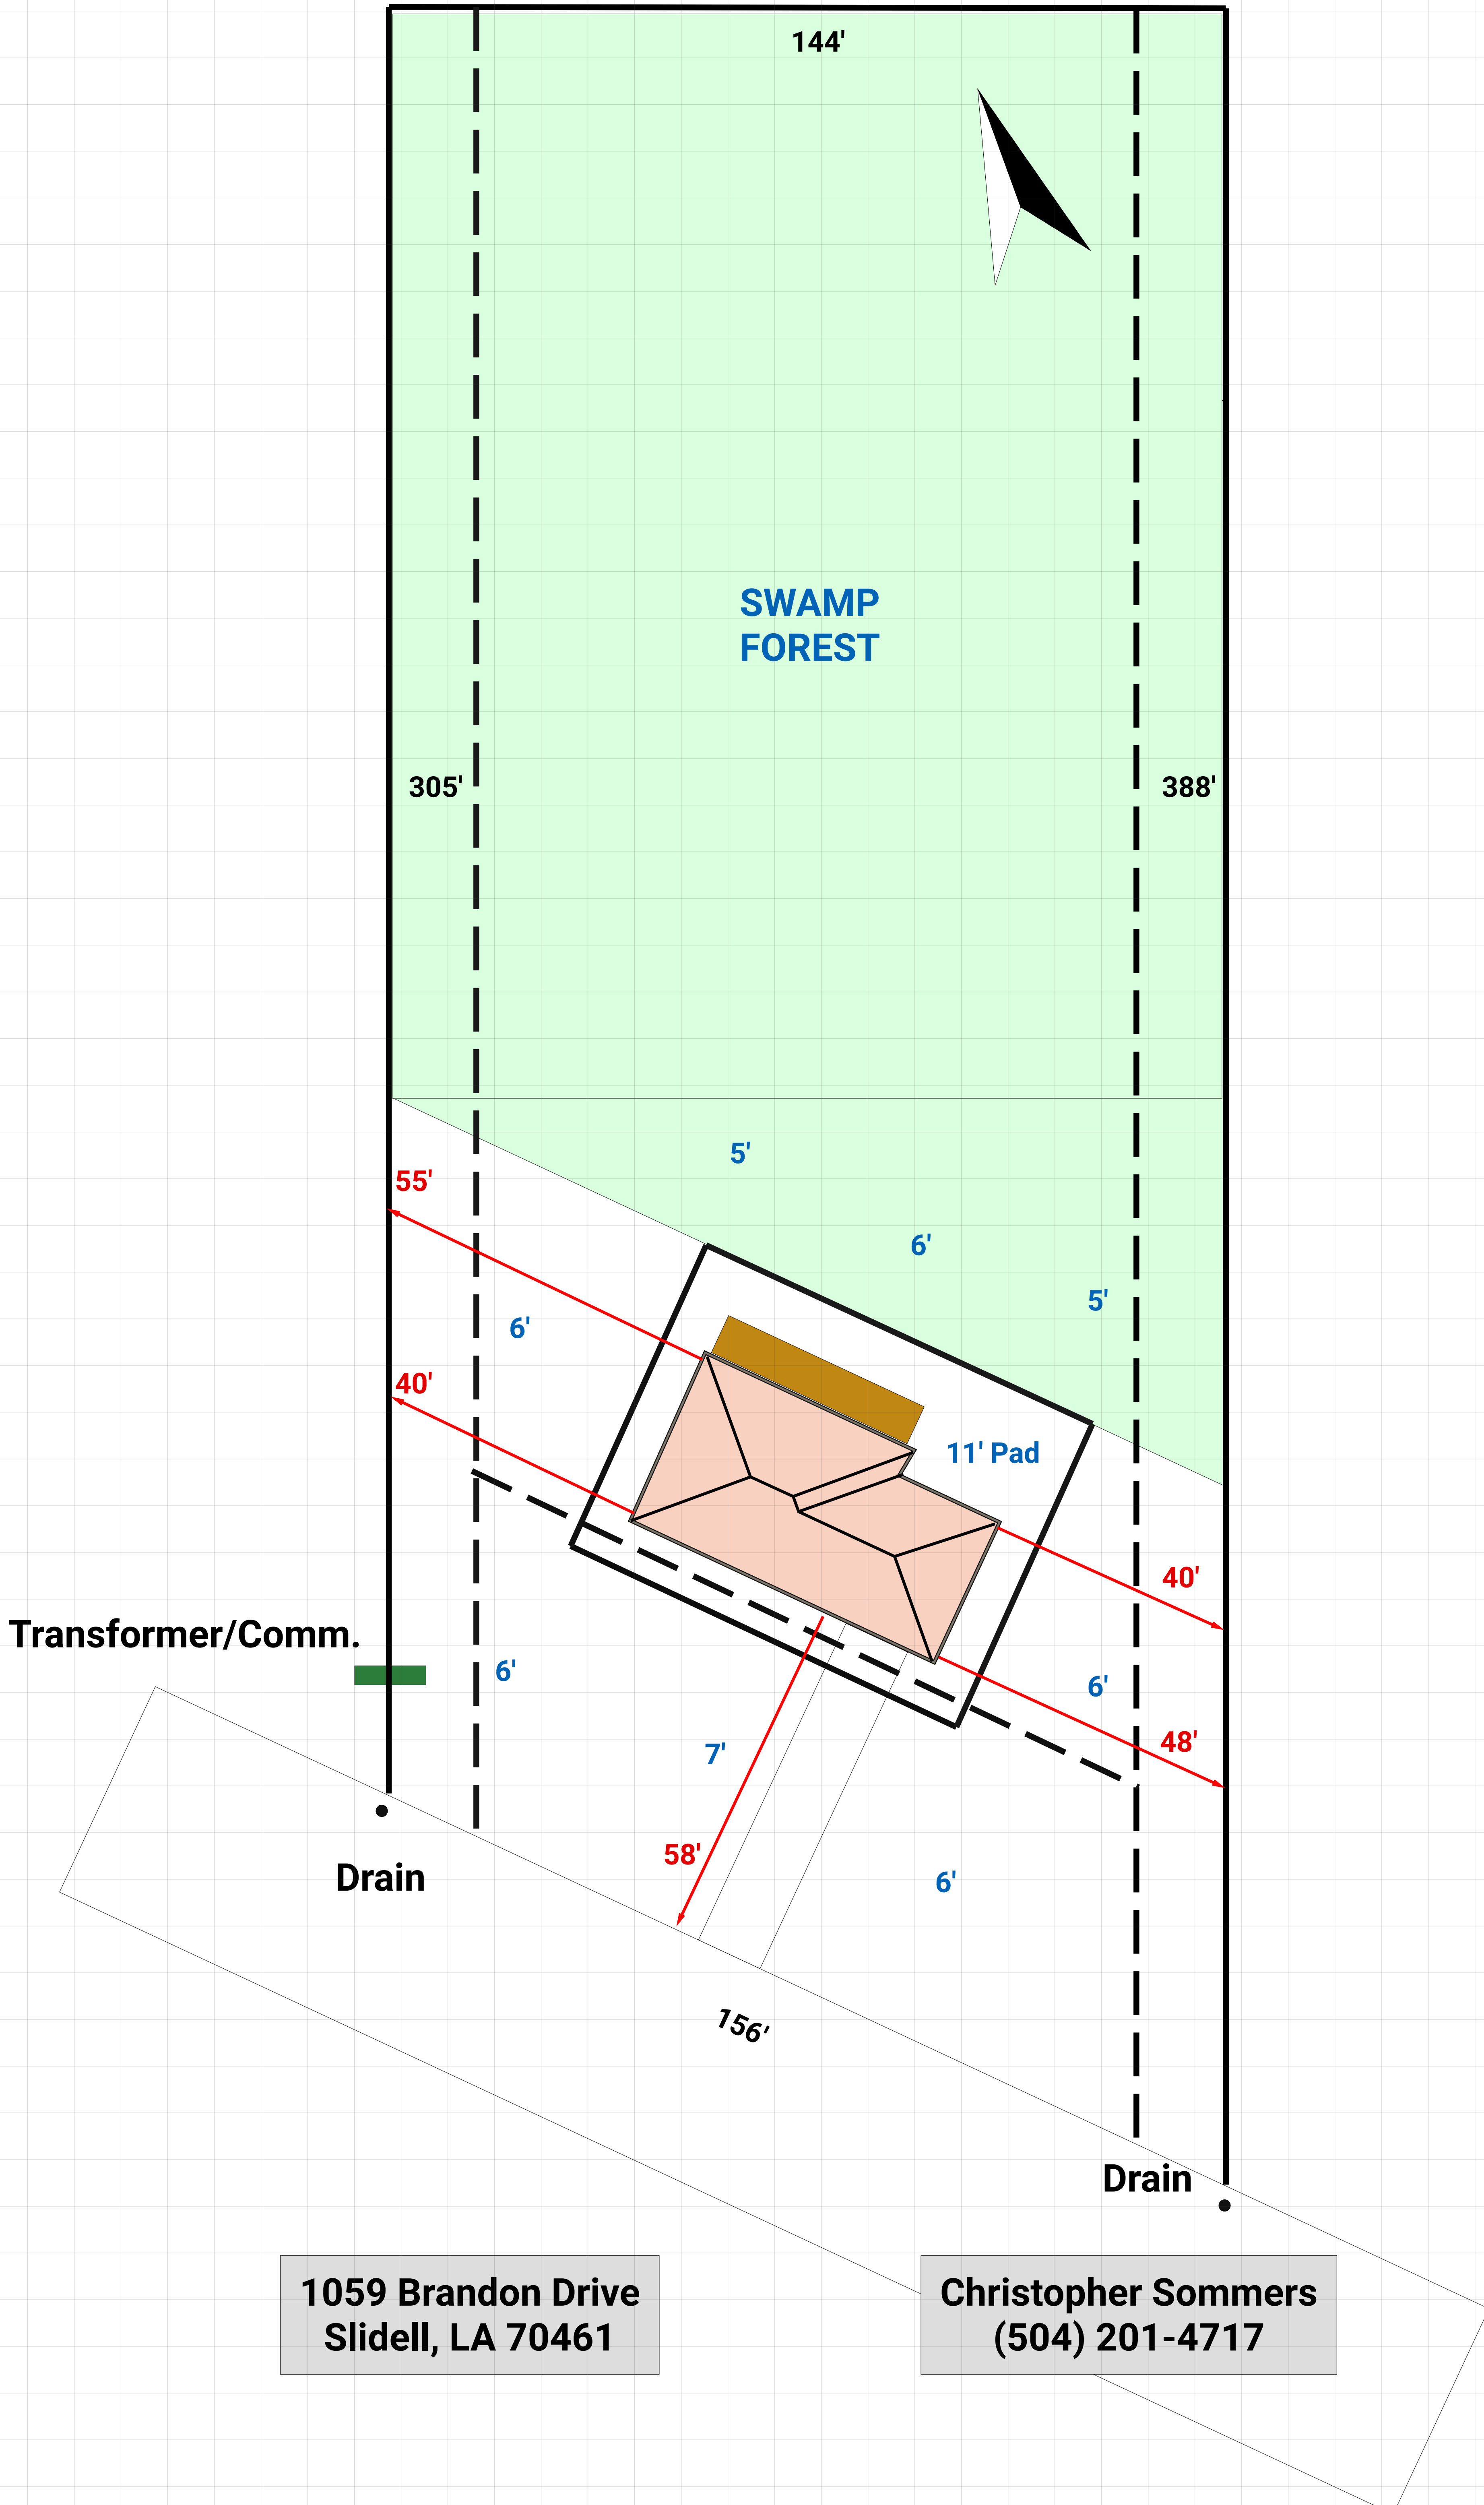 144'
SWAMP
FOREST
305'
388'
5'
55'
6'
5'
6'
40'
11' Pad
40'
Transformer/Comm.
6'
6'
48'
7'
58'
Drain
6'
156'
Drain
1059 Brandon Drive
Slidell, LA 70461
Christopher Sommers
(504) 201-4717